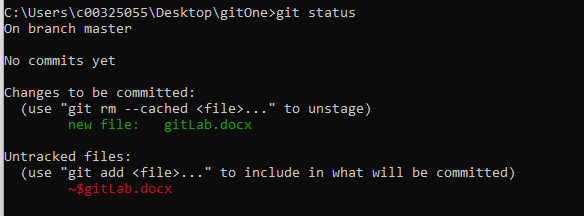 C:\Users\c00325055\Desktop\gitOne>git status
On branch master
No commits yet
Changes to be committed:
(use "git rm --cached <file>..." to unstage)
new file:   gitLab.docx
Untracked files:
(use "git add <file>..." to include in what will be committed)
~$gitLab.docx